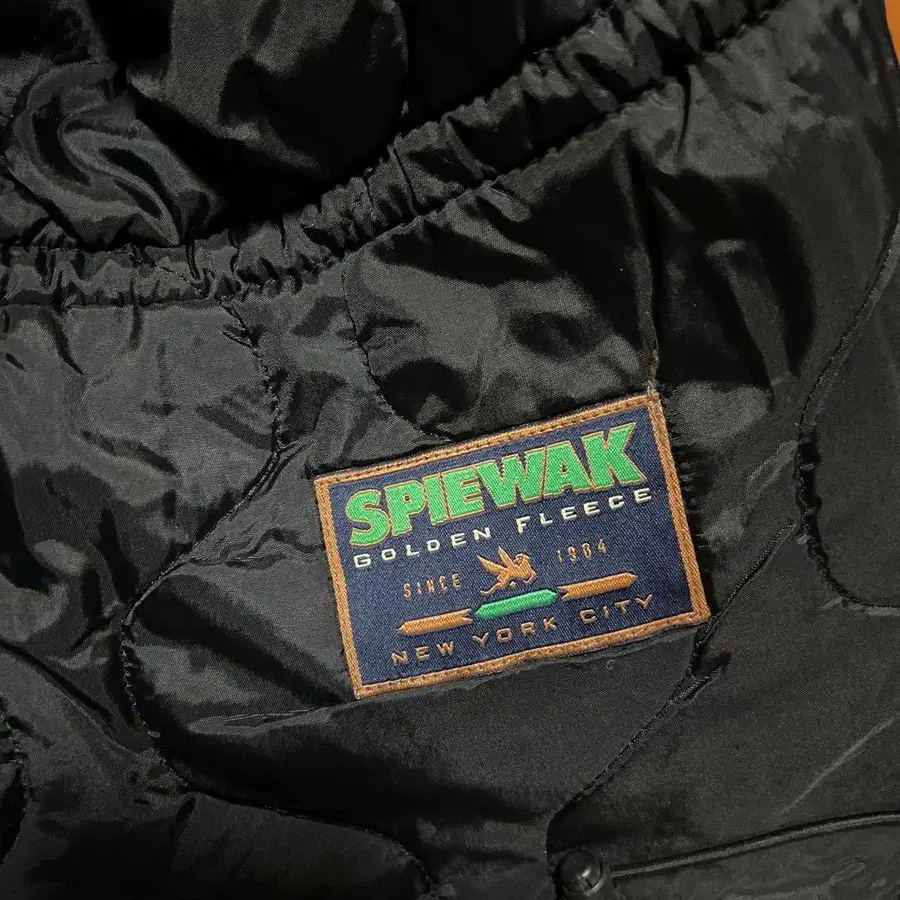 SPIEWAK
GOLDEN FLEECE
SINCE 1904
NEW YORK CITY